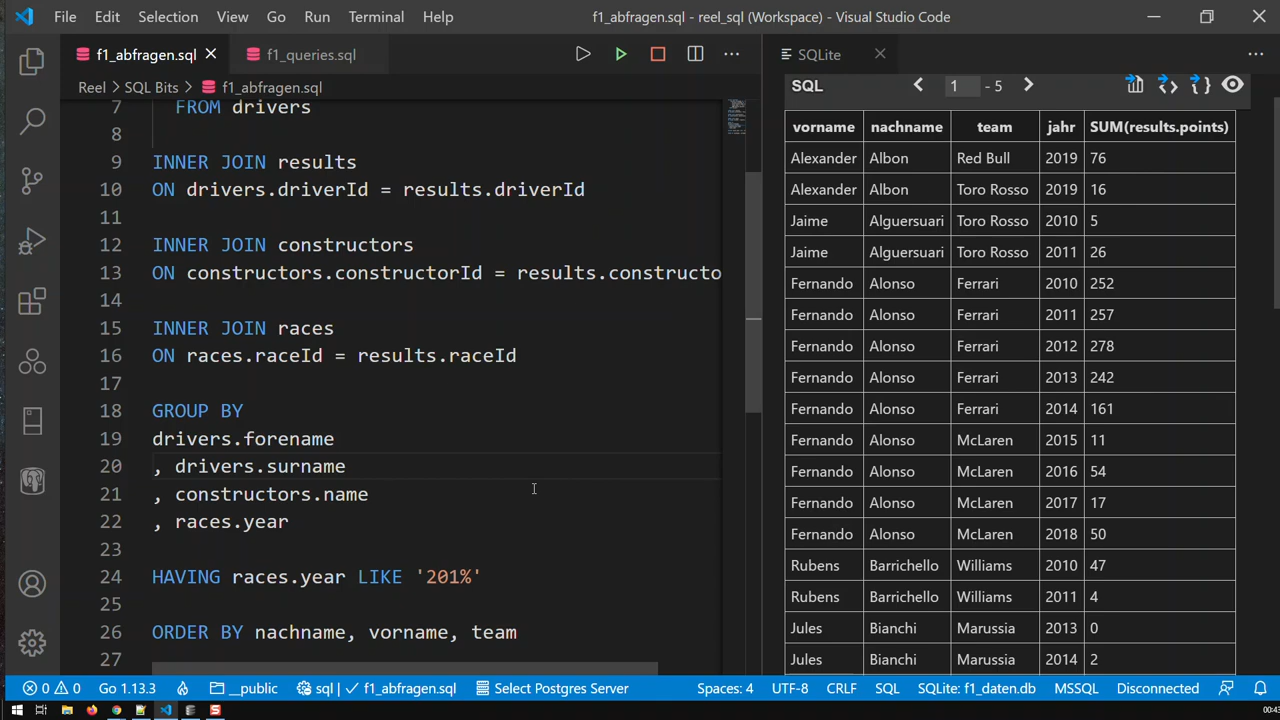 File Edit Selection View Go Run Terminal Help f1_abfragen.sql - reel_sql (Workspace) - Visual Studio Code
f1_abfragen.sql f1_queries.sql
Reel SQL Bits f1_abfragen.sql
7 FROM drivers
8
9 INNER JOIN results
10 ON drivers.driverId = results.driverId
11
12 INNER JOIN constructors
13 ON constructors.constructorId = results.constructo
14
15 INNER JOIN races
16 ON races.raceId = results.raceId
17
18 GROUP BY
19 drivers.forename
20 , drivers.surname
21 , constructors.name
22 , races.year
23
24 HAVING races.year LIKE '201%'
25
26 ORDER BY nachname, vorname, team
27
SQLite
SQL 1 - 5
vorname nachname team jahr SUM(results.points)
Alexander Albon Red Bull 2019 76
Alexander Albon Toro Rosso 2019 16
Jaime Alguersuari Toro Rosso 2010 5
Jaime Alguersuari Toro Rosso 2011 26
Fernando Alonso Ferrari 2010 252
Fernando Alonso Ferrari 2011 257
Fernando Alonso Ferrari 2012 278
Fernando Alonso Ferrari 2013 242
Fernando Alonso Ferrari 2014 161
Fernando Alonso McLaren 2015 11
Fernando Alonso McLaren 2016 54
Fernando Alonso McLaren 2017 17
Fernando Alonso McLaren 2018 50
Rubens Barrichello Williams 2010 47
Rubens Barrichello Williams 2011 4
Jules Bianchi Marussia 2013 0
Jules Bianchi Marussia 2014 2
0 0 Go 1.13.3 __public sql | ✓ f1_abfragen.sql Select Postgres Server Spaces: 4 UTF-8 CRLF SQL SQLite: f1_daten.db MSSQL Disconnected
00:43